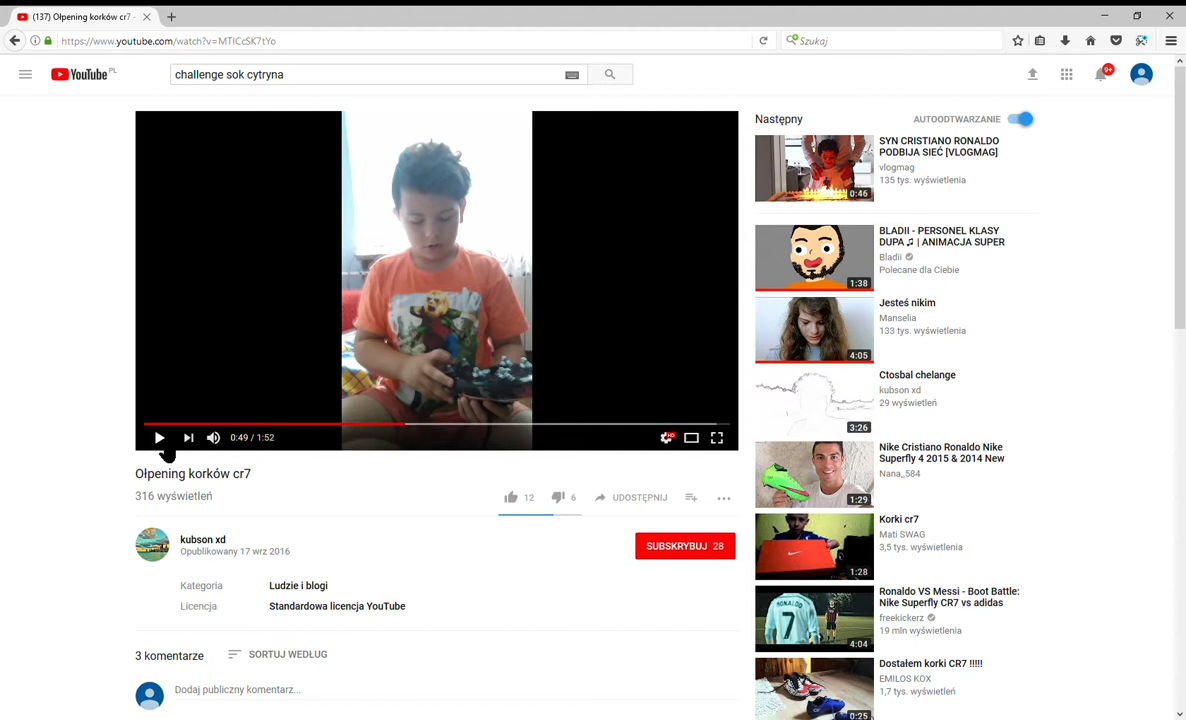 (137) Ołpening korków cr7 -
https://www.youtube.com/watch?v=MTICcSK7tYo
Szukaj
YouTube PL
challenge sok cytryna
9+
0:49 / 1:52
HD
Ołpening korków cr7
316 wyświetleń
12
6
UDOSTĘPNIJ
kubson xd
Opublikowany 17 wrz 2016
SUBSKRYBUJ 28
Kategoria
Ludzie i blogi
Licencja
Standardowa licencja YouTube
3 komentarze
SORTUJ WEDŁUG
Dodaj publiczny komentarz...
Następny
AUTOODTWARZANIE
SYN CRISTIANO RONALDO
PODBIJA SIEĆ [VLOGMAG]
vlogmag
135 tys. wyświetlenia
0:46
BLADII - PERSONEL KLASY
DUPA ♫ | ANIMACJA SUPER
Bladii
Polecane dla Ciebie
1:38
Jesteś nikim
Manselia
133 tys. wyświetlenia
4:05
Ctosbal chelange
kubson xd
29 wyświetleń
3:26
Nike Cristiano Ronaldo Nike
Superfly 4 2015 & 2014 New
Nana_584
1:29
Korki cr7
Mati SWAG
3,5 tys. wyświetlenia
1:28
Ronaldo VS Messi - Boot Battle:
Nike Superfly CR7 vs adidas
freekickerz
19 mln wyświetlenia
RONALDO
7
4:04
Dostałem korki CR7 !!!!!
EMILOS KOX
1,7 tys. wyświetlenia
0:25